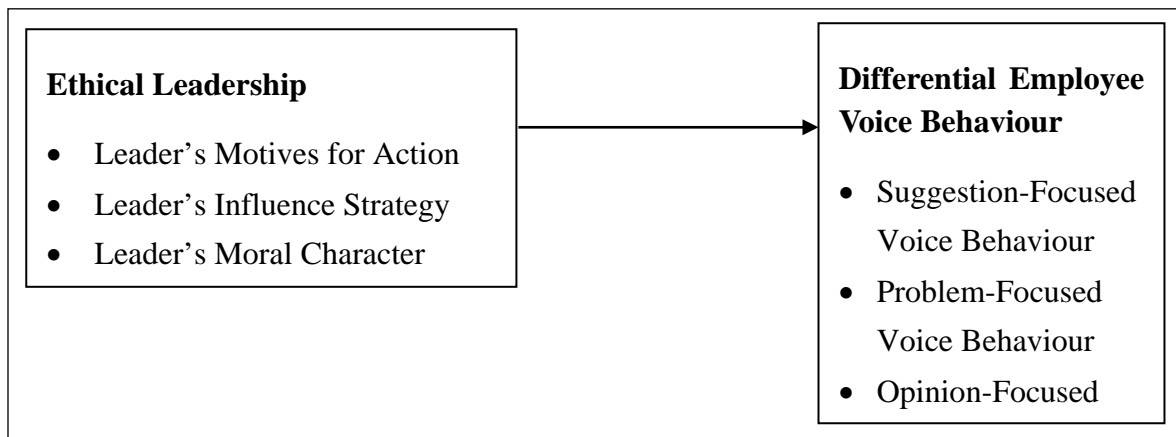 Ethical Leadership
• Leader’s Motives for Action
• Leader’s Influence Strategy
• Leader’s Moral Character
Differential Employee
Voice Behaviour
• Suggestion-Focused
Voice Behaviour
• Problem-Focused
Voice Behaviour
• Opinion-Focused